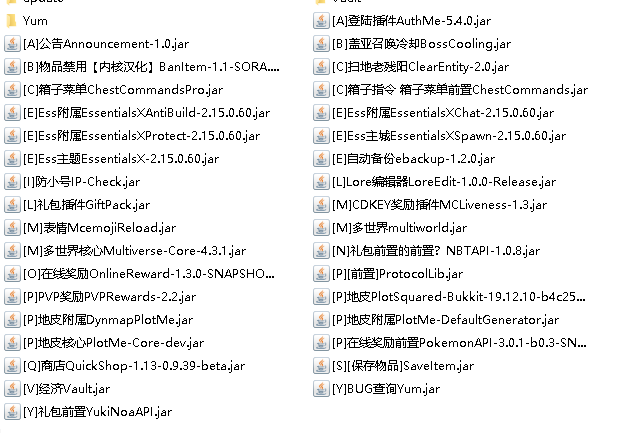 update
Vault
Yum
[A]登陆插件AuthMe-5.4.0.jar
[A]公告Announcement-1.0.jar
[B]盖亚召唤冷却BossCooling.jar
[B]物品禁用【内核汉化】BanItem-1.1-SORA....
[C]扫地老残阳ClearEntity-2.0.jar
[C]箱子菜单ChestCommandsPro.jar
[C]箱子指令 箱子菜单前置ChestCommands.jar
[E]Ess附属EssentialsXAntiBuild-2.15.0.60.jar
[E]Ess附属EssentialsXChat-2.15.0.60.jar
[E]Ess附属EssentialsXProtect-2.15.0.60.jar
[E]Ess主城EssentialsXSpawn-2.15.0.60.jar
[E]Ess主题EssentialsX-2.15.0.60.jar
[E]自动备份ebackup-1.2.0.jar
[I]防小号IP-Check.jar
[L]Lore编辑器LoreEdit-1.0.0-Release.jar
[L]礼包插件GiftPack.jar
[M]CDKEY奖励插件MCLiveness-1.3.jar
[M]表情McemojiReload.jar
[M]多世界multiworld.jar
[M]多世界核心Multiverse-Core-4.3.1.jar
[N]礼包前置的前置？NBTAPI-1.0.8.jar
[O]在线奖励OnlineReward-1.3.0-SNAPSHO...
[P][前置]ProtocolLib.jar
[P]PVP奖励PVPRewards-2.2.jar
[P]地皮PlotSquared-Bukkit-19.12.10-b4c25...
[P]地皮附属DynmapPlotMe.jar
[P]地皮附属PlotMe-DefaultGenerator.jar
[P]地皮核心PlotMe-Core-dev.jar
[P]在线奖励前置PokemonAPI-3.0.1-b0.3-SN...
[Q]商店QuickShop-1.13-0.9.39-beta.jar
[S][保存物品]SaveItem.jar
[V]经济Vault.jar
[Y]BUG查询Yum.jar
[Y]礼包前置YukiNoaAPI.jar